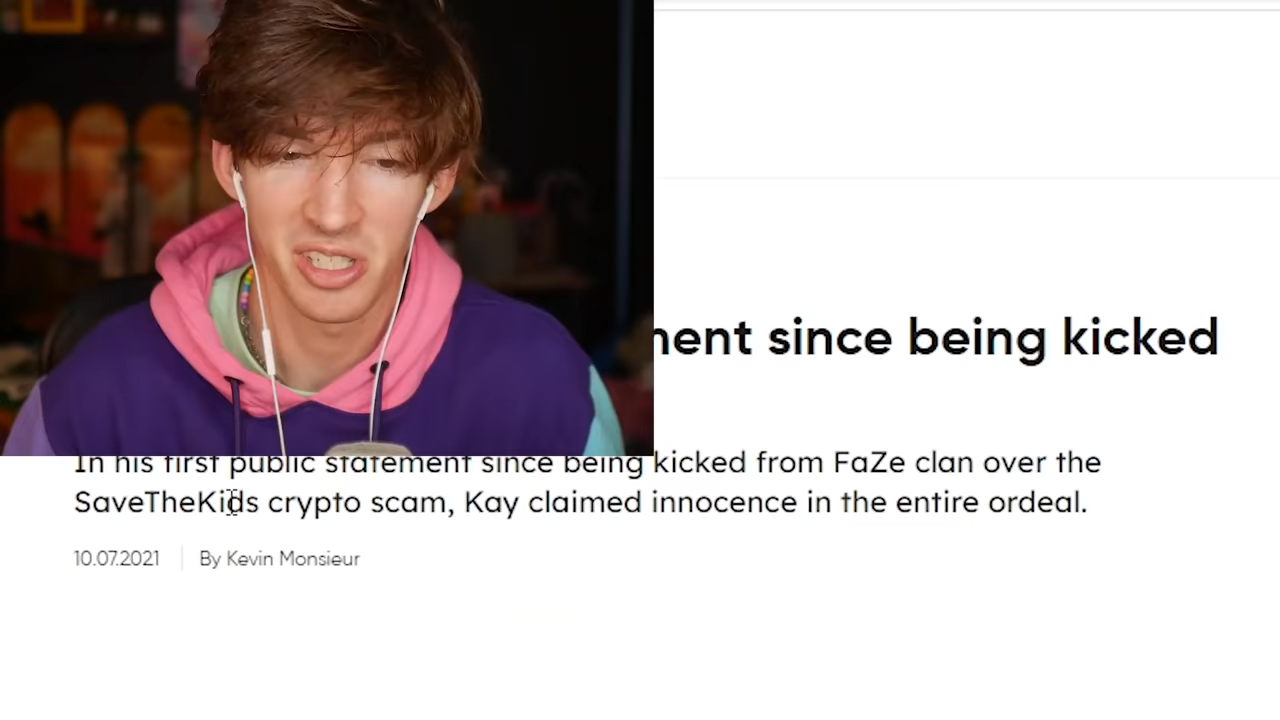 ment since being kicked
In his first public statement since being kicked from FaZe clan over the
SaveTheKids crypto scam, Kay claimed innocence in the entire ordeal.
10.07.2021
By Kevin Monsieur